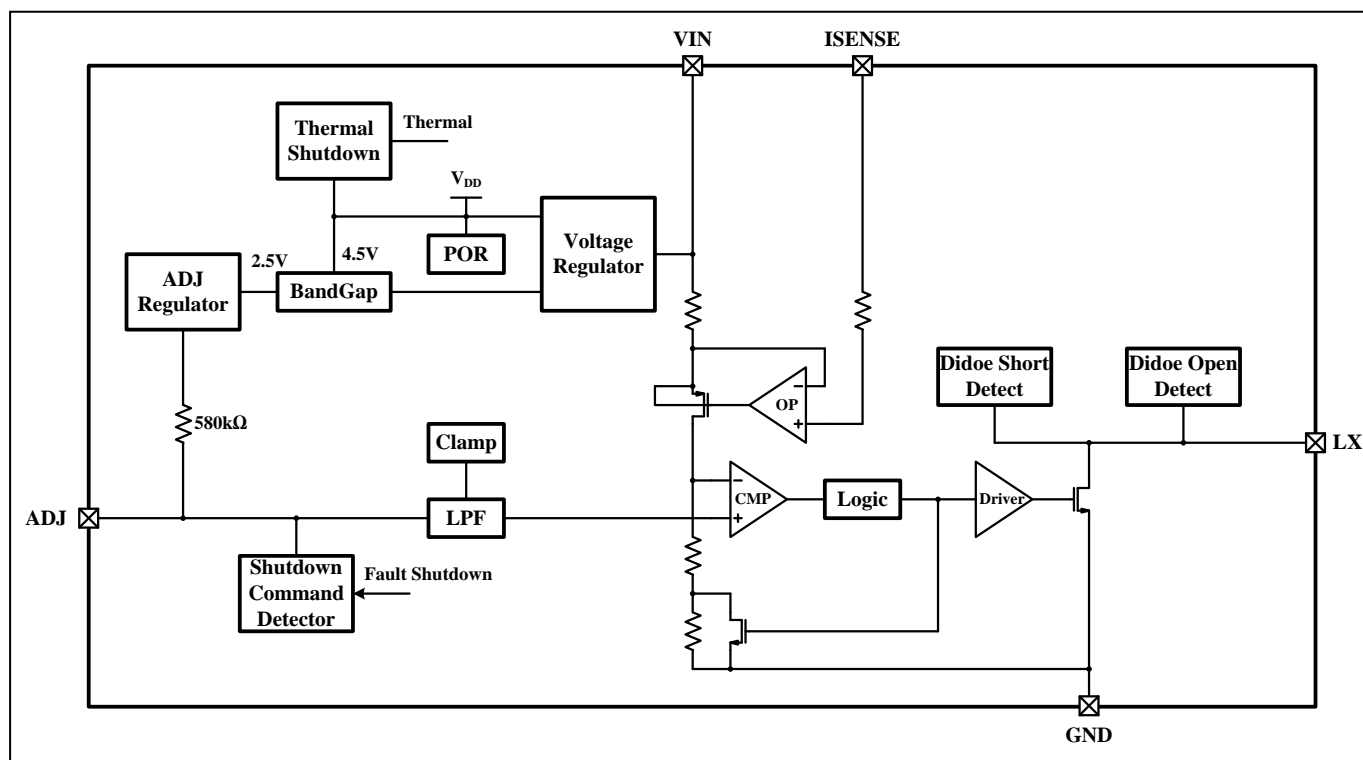 VIN
ISENSE
Thermal
Shutdown
Thermal
VDD
POR
Voltage
Regulator
2.5V
4.5V
ADJ
Regulator
BandGap
580kΩ
Didoe Short
Detect
Didoe Open
Detect
OP
−
+
Clamp
LX
ADJ
LPF
−
+
CMP
Logic
Driver
Shutdown
Command
Detector
Fault Shutdown
GND